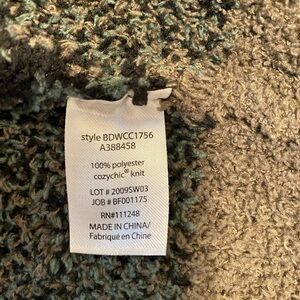 style BDWCC1756
A388458
100% polyester
cozychic® knit
LOT # 2009SW03
JOB # BF001175
RN#111248
MADE IN CHINA/
Fabriqué en Chine